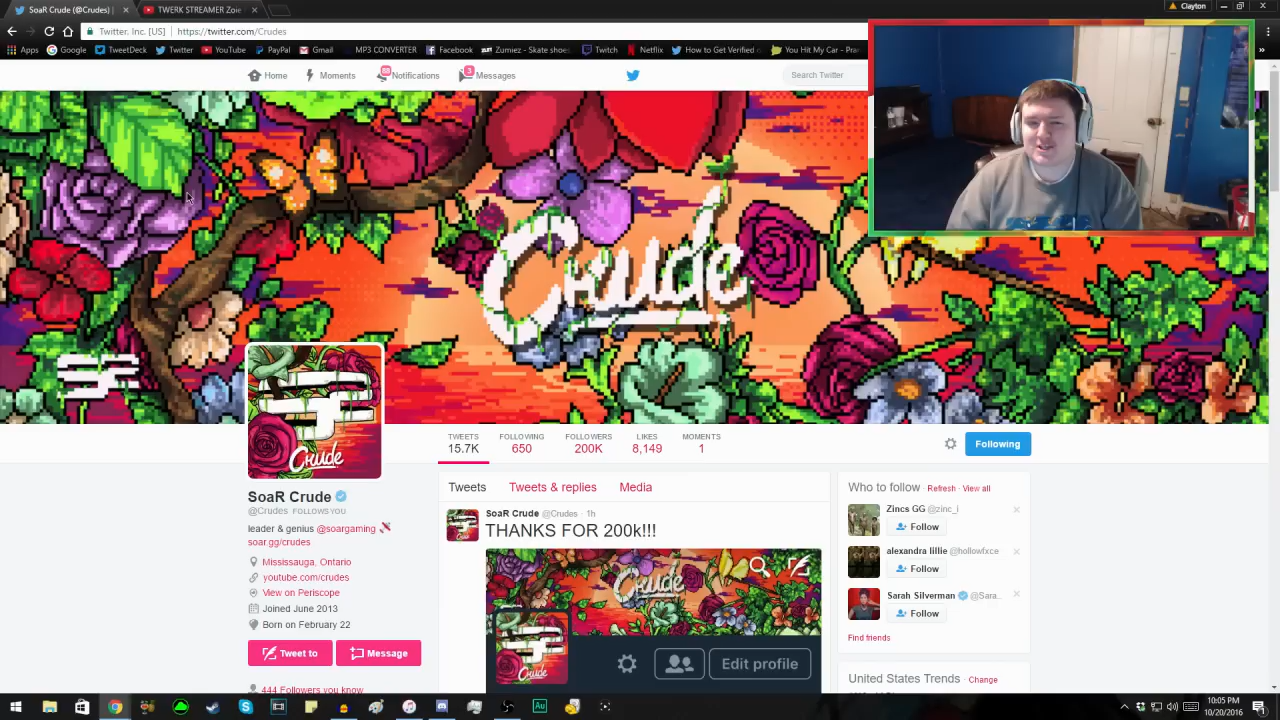 SoaR Crude (@Crudes)
TWERK STREAMER Zoie
Clayton
Twitter, Inc. [US]
https://twitter.com/Crudes
Apps
Google
TweetDeck
Twitter
YouTube
PayPal
Gmail
MP3 CONVERTER
Facebook
Zumiez - Skate shoes
Twitch
Netflix
How to Get Verified
You Hit My Car - Pra
»
Home
Moments
88
Notifications
3
Messages
Search Twitter
Crude
Crude
TWEETS
FOLLOWING
FOLLOWERS
LIKES
MOMENTS
15.7K
650
200K
8,149
1
Following
SoaR Crude
@Crudes FOLLOWS YOU
leader & genius @soargaming
soar.gg/crudes
Mississauga, Ontario
youtube.com/crudes
View on Periscope
Joined June 2013
Born on February 22
Tweet to
Message
444 Followers you know
Tweets
Tweets & replies
Media
SoaR Crude @Crudes · 1h
THANKS FOR 200k!!!
Crude
Crude
Edit profile
Who to follow · Refresh · View all
Zincs GG @zinc_i
Follow
alexandra lillie @hollowfxce
Follow
Sarah Silverman @Sara..
Follow
Find friends
United States Trends · Change
Au
10:05 PM
10/20/2016